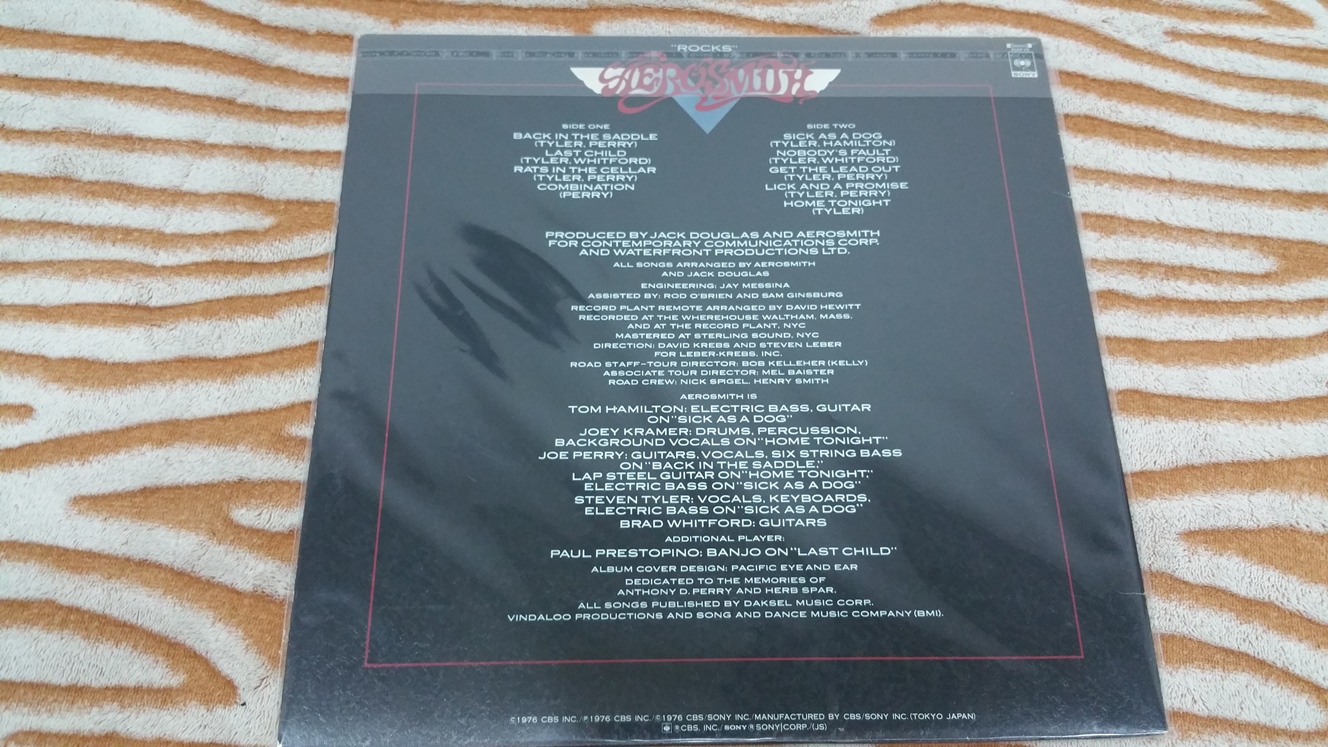 "ROCKS"
AEROSMITH
SONY
SIDE ONE
BACK IN THE SADDLE
(TYLER, PERRY)
LAST CHILD
(TYLER, WHITFORD)
RATS IN THE CELLAR
(TYLER, PERRY)
COMBINATION
(PERRY)
SIDE TWO
SICK AS A DOG
(TYLER, HAMILTON)
NOBODY'S FAULT
(TYLER, WHITFORD)
GET THE LEAD OUT
(TYLER, PERRY)
LICK AND A PROMISE
(TYLER, PERRY)
HOME TONIGHT
(TYLER)
PRODUCED BY JACK DOUGLAS AND AEROSMITH
FOR CONTEMPORARY COMMUNICATIONS CORP.
AND WATERFRONT PRODUCTIONS LTD.
ALL SONGS ARRANGED BY AEROSMITH
AND JACK DOUGLAS
ENGINEERING: JAY MESSINA
ASSISTED BY: ROD O'BRIEN AND SAM GINSBURG
RECORD PLANT REMOTE ARRANGED BY DAVID HEWITT
RECORDED AT THE WHEREHOUSE WALTHAM, MASS.
AND AT THE RECORD PLANT, NYC
MASTERED AT STERLING SOUND, NYC
DIRECTION: DAVID KREBS AND STEVEN LEBER
FOR LEBER-KREBS, INC.
ROAD STAFF-TOUR DIRECTOR: BOB KELLEHER (KELLY)
ASSOCIATE TOUR DIRECTOR: MEL BAISTER
ROAD CREW: NICK SPIGEL, HENRY SMITH
AEROSMITH IS
TOM HAMILTON: ELECTRIC BASS, GUITAR
ON "SICK AS A DOG"
JOEY KRAMER: DRUMS, PERCUSSION,
BACKGROUND VOCALS ON "HOME TONIGHT"
JOE PERRY: GUITARS, VOCALS, SIX STRING BASS
ON "BACK IN THE SADDLE,"
LAP STEEL GUITAR ON "HOME TONIGHT,"
ELECTRIC BASS ON "SICK AS A DOG"
STEVEN TYLER: VOCALS, KEYBOARDS,
ELECTRIC BASS ON "SICK AS A DOG"
BRAD WHITFORD: GUITARS
ADDITIONAL PLAYER:
PAUL PRESTOPINO: BANJO ON "LAST CHILD"
ALBUM COVER DESIGN: PACIFIC EYE AND EAR
DEDICATED TO THE MEMORIES OF
ANTHONY D. PERRY AND HERB SPAR.
ALL SONGS PUBLISHED BY DAKSEL MUSIC CORP.
VINDALOO PRODUCTIONS AND SONG AND DANCE MUSIC COMPANY (BMI).
©1976 CBS INC./℗1976 CBS INC./©1976 CBS/SONY INC./MANUFACTURED BY CBS/SONY INC. (TOKYO JAPAN)
® CBS, INC./SONY ® SONY CORP./(JS)